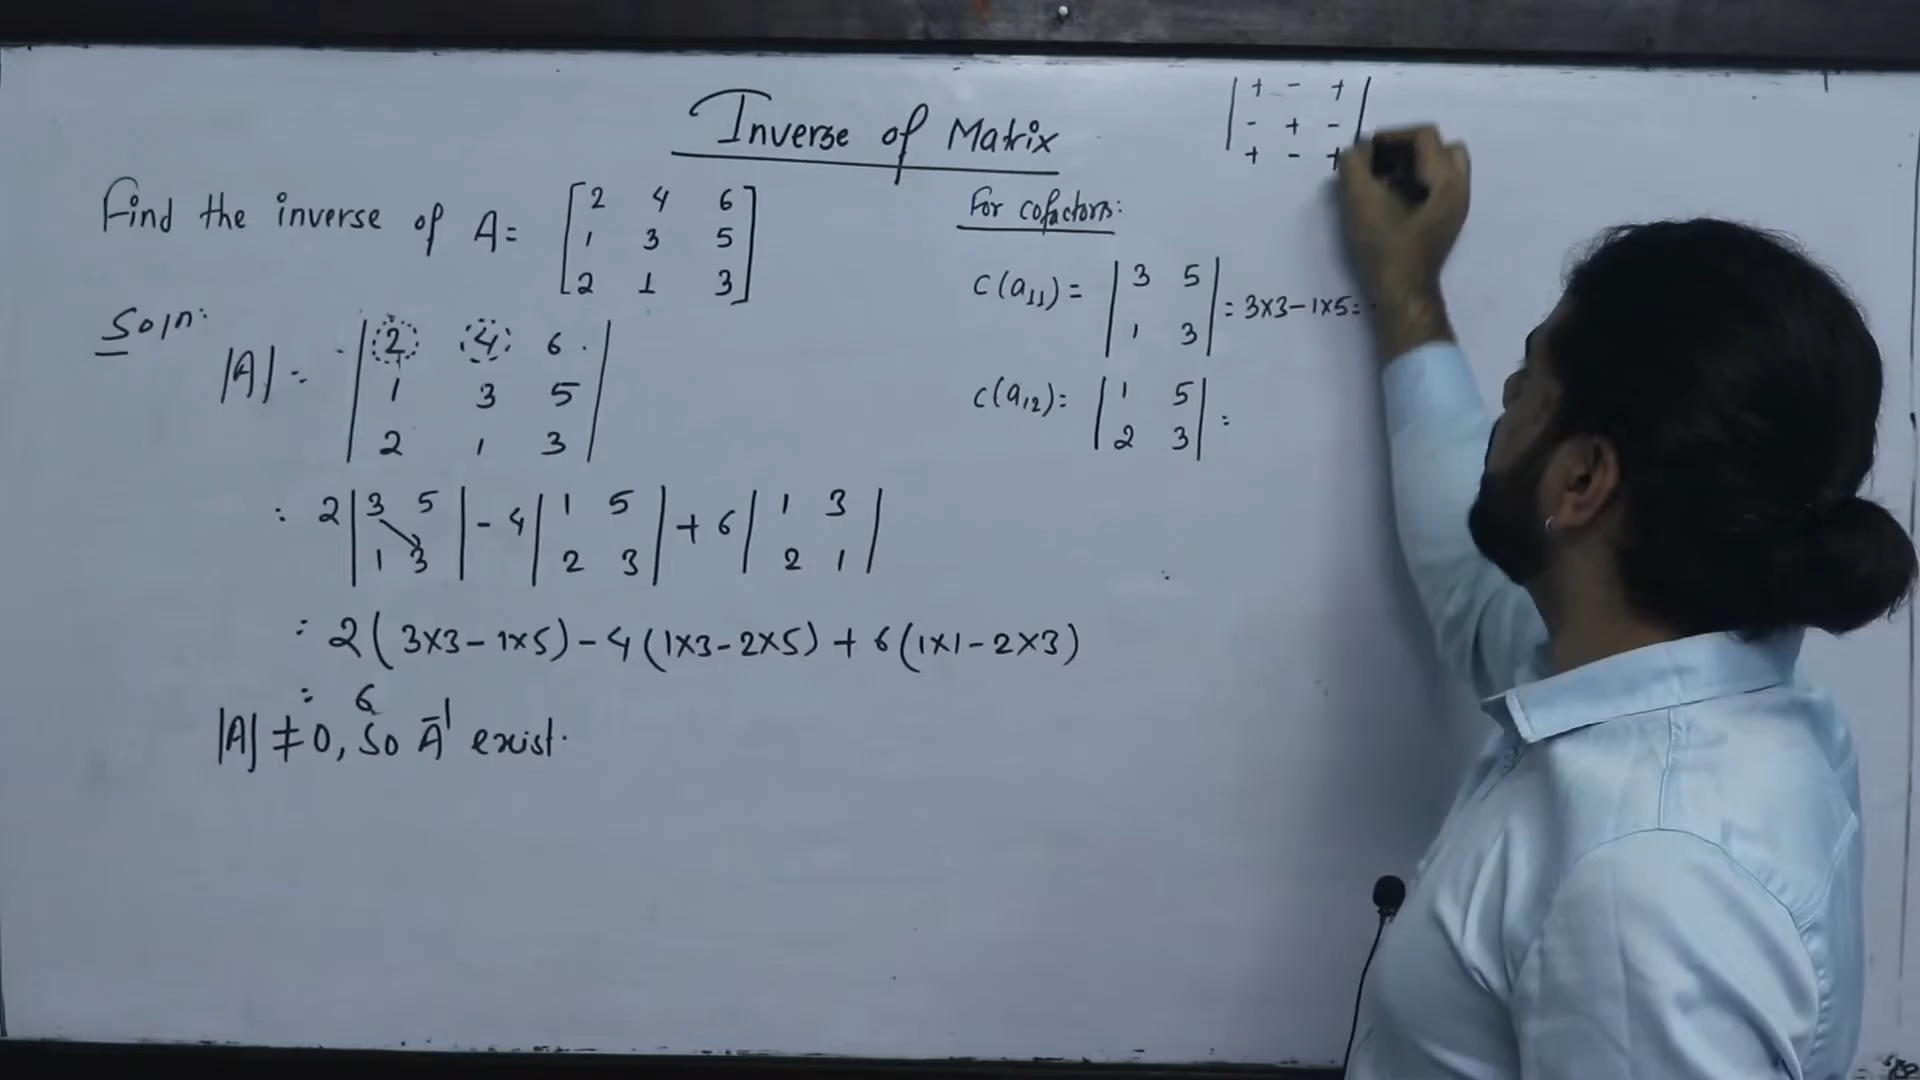 Inverse of Matrix
Find the inverse of A= [2 4 6
1 3 5
2 1 3]
Soln:
|A| = |2 4 6
1 3 5
2 1 3|
= 2|3 5 - 4|1 5 + 6|1 3
1 3| 2 3| 2 1|
= 2(3×3-1×5)-4(1×3-2×5)+6(1×1-2×3)
= 6
|A| ≠ 0, So A⁻¹ exist.
|+ - +
- + -
+ - +|
For cofactors:
C(a₁₁) = |3 5
1 3| = 3×3-1×5=
C(a₁₂) = |1 5
2 3| =